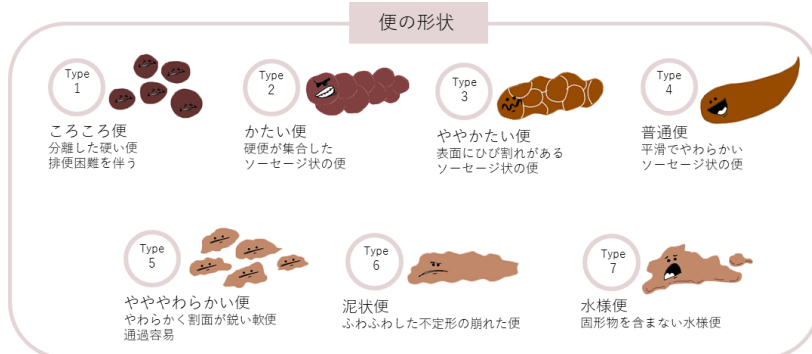 便の形状
Type
1
ころころ便
分離した硬い便
排便困難を伴う
Type
2
かたい便
硬便が集合した
ソーセージ状の便
Type
3
ややかたい便
表面にひび割れがある
ソーセージ状の便
Type
4
普通便
平滑でやわらかい
ソーセージ状の便
Type
5
やややわらかい便
やわらかく割面が鋭い軟便
通過容易
Type
6
泥状便
ふわふわした不定形の崩れた便
Type
7
水様便
固形物を含まない水様便